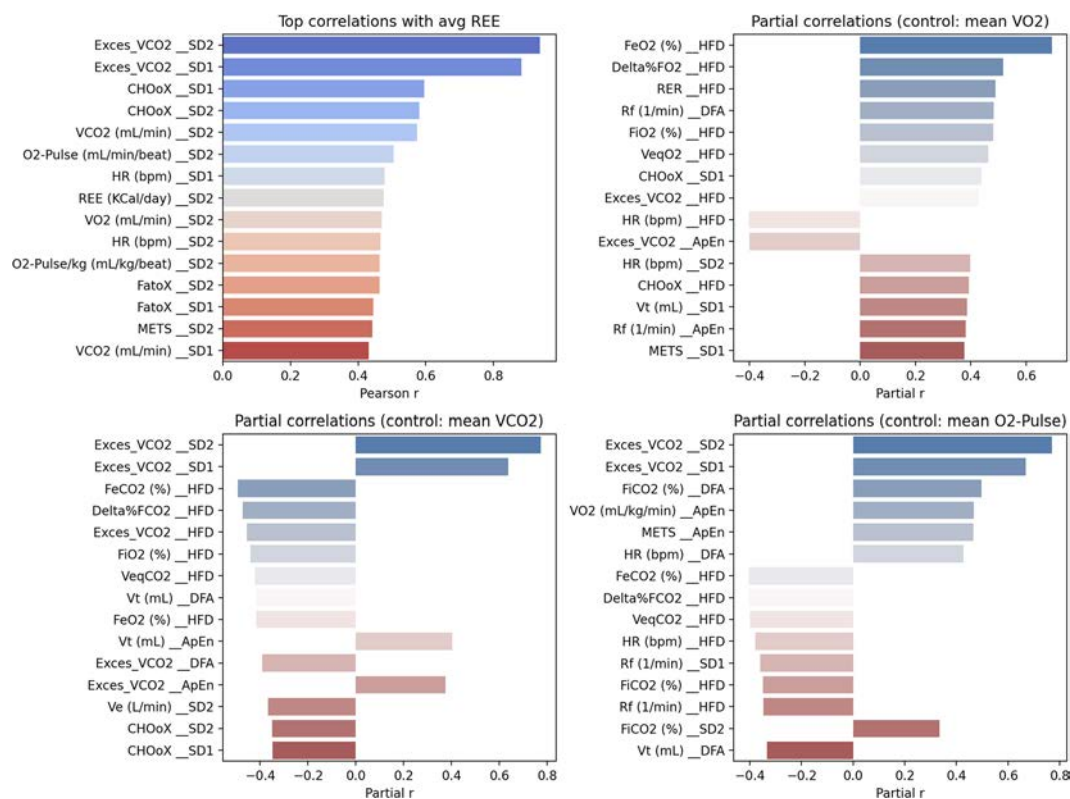 Top correlations with avg REE
Exces_VCO2 __SD2
Exces_VCO2 __SD1
CHOoX __SD1
CHOoX __SD2
VCO2 (mL/min) __SD2
O2-Pulse (mL/min/beat) __SD2
HR (bpm) __SD1
REE (KCal/day) __SD2
VO2 (mL/min) __SD2
HR (bpm) __SD2
O2-Pulse/kg (mL/kg/beat) __SD2
FatoX __SD2
FatoX __SD1
METS __SD2
VCO2 (mL/min) __SD1
0.0 0.2 0.4 0.6 0.8
Pearson r
Partial correlations (control: mean VO2)
FeO2 (%) __HFD
Delta%FO2 __HFD
RER __HFD
Rf (1/min) __DFA
FiO2 (%) __HFD
VeqO2 __HFD
CHOoX __SD1
Exces_VCO2 __HFD
HR (bpm) __HFD
Exces_VCO2 __ApEn
HR (bpm) __SD2
CHOoX __HFD
Vt (mL) __SD1
Rf (1/min) __ApEn
METS __SD1
−0.4 −0.2 0.0 0.2 0.4 0.6
Partial r
Partial correlations (control: mean VCO2)
Exces_VCO2 __SD2
Exces_VCO2 __SD1
FeCO2 (%) __HFD
Delta%FCO2 __HFD
Exces_VCO2 __HFD
FiO2 (%) __HFD
VeqCO2 __HFD
Vt (mL) __DFA
FeO2 (%) __HFD
Vt (mL) __ApEn
Exces_VCO2 __DFA
Exces_VCO2 __ApEn
Ve (L/min) __SD2
CHOoX __SD2
CHOoX __SD1
−0.4 −0.2 0.0 0.2 0.4 0.6 0.8
Partial r
Partial correlations (control: mean O2-Pulse)
Exces_VCO2 __SD2
Exces_VCO2 __SD1
FiCO2 (%) __DFA
VO2 (mL/kg/min) __ApEn
METS __ApEn
HR (bpm) __DFA
FeCO2 (%) __HFD
Delta%FCO2 __HFD
VeqCO2 __HFD
HR (bpm) __HFD
Rf (1/min) __SD1
FiCO2 (%) __HFD
Rf (1/min) __HFD
FiCO2 (%) __SD2
Vt (mL) __DFA
−0.4 −0.2 0.0 0.2 0.4 0.6 0.8
Partial r